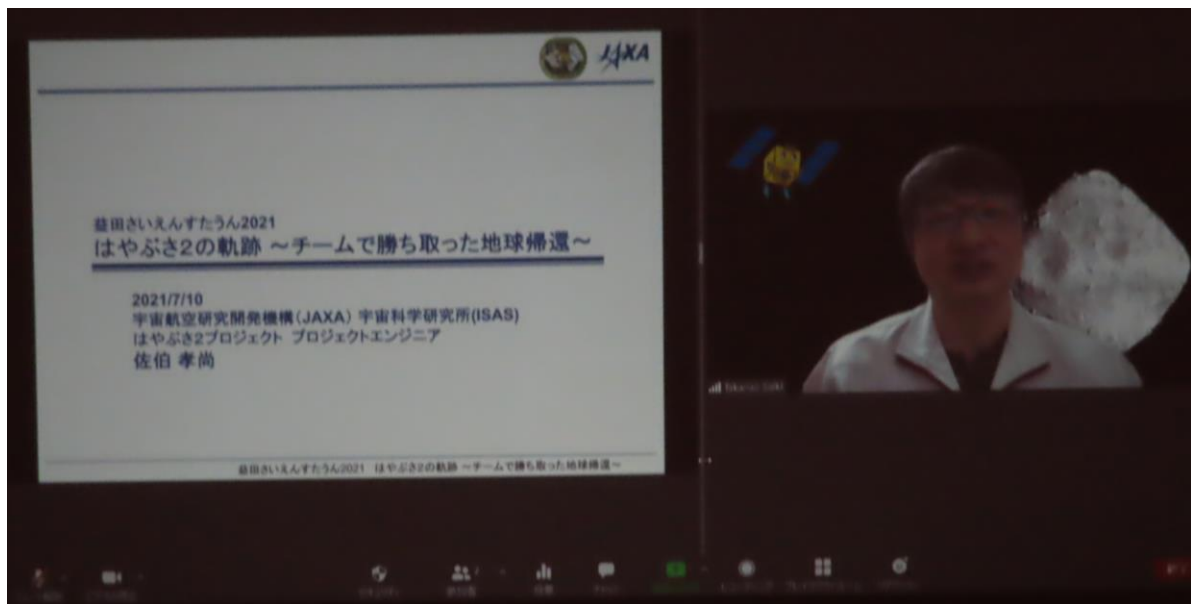 JAXA
益田さいえんすたうん2021
はやぶさ2の軌跡 ～チームで勝ち取った地球帰還～
2021/7/10
宇宙航空研究開発機構(JAXA) 宇宙科学研究所(ISAS)
はやぶさ2プロジェクト プロジェクトエンジニア
佐伯 孝尚
益田さいえんすたうん2021 はやぶさ2の軌跡 ～チームで勝ち取った地球帰還～